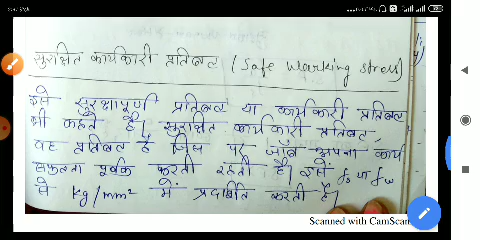 सुरक्षित कार्यकारी प्रतिबल (Safe Working Stress)
इसे सुरक्षापूर्ण प्रतिबल या कार्यकारी प्रतिबल
भी कहते है। सुरक्षित कार्यकारी प्रतिबल,
वह प्रतिबल है जिस पर जॉब अपना कार्य
सफलता पूर्वक करती रहती है। इसे fs या fw
से kg/mm² में प्रदर्शित करती है।
Scanned with CamScan